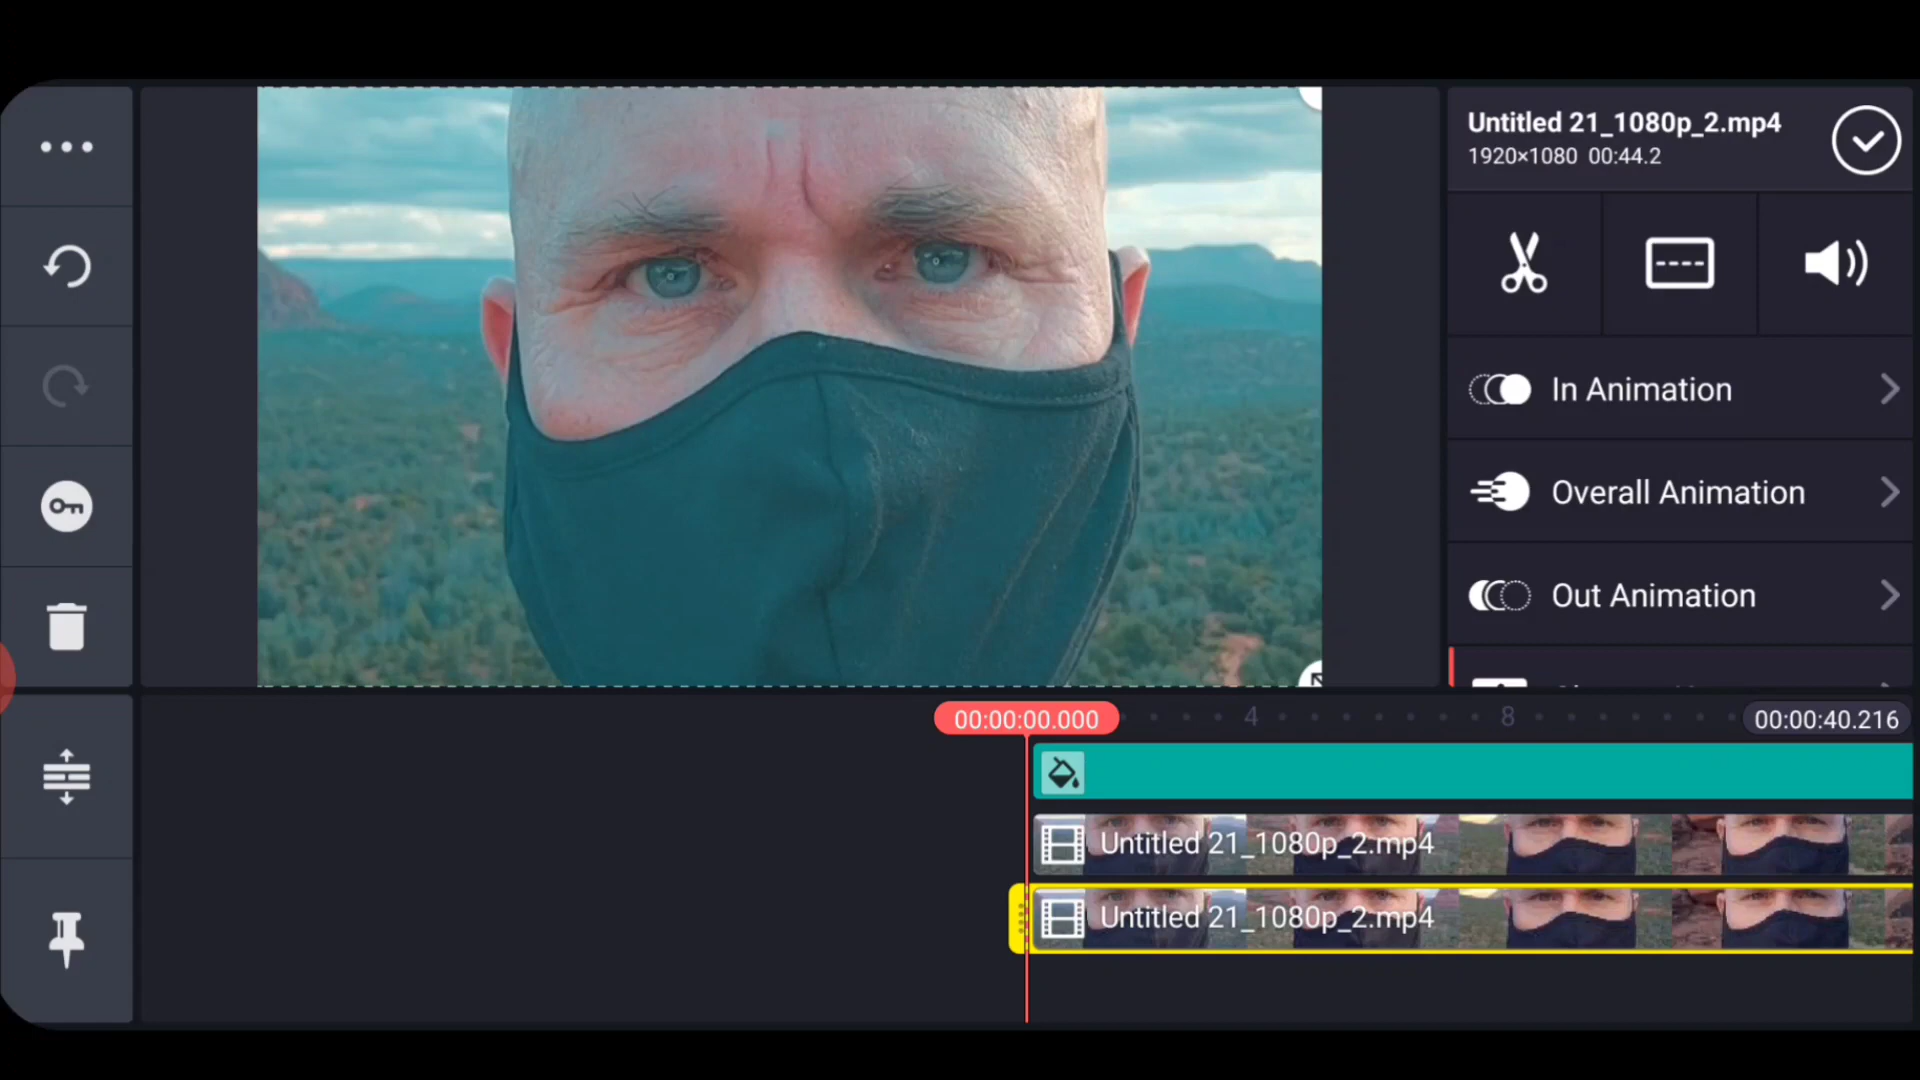 Untitled 21_1080p_2.mp4
1920×1080 00:44.2
In Animation
Overall Animation
Out Animation
00:00:00.000
4
8
00:00:40.216
Untitled 21_1080p_2.mp4
Untitled 21_1080p_2.mp4